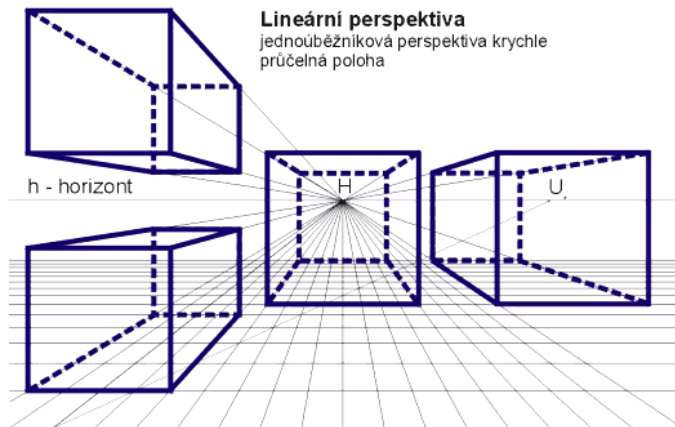 Lineární perspektiva
jednoúběžníková perspektiva krychle
průčelná poloha
h - horizont
H
U